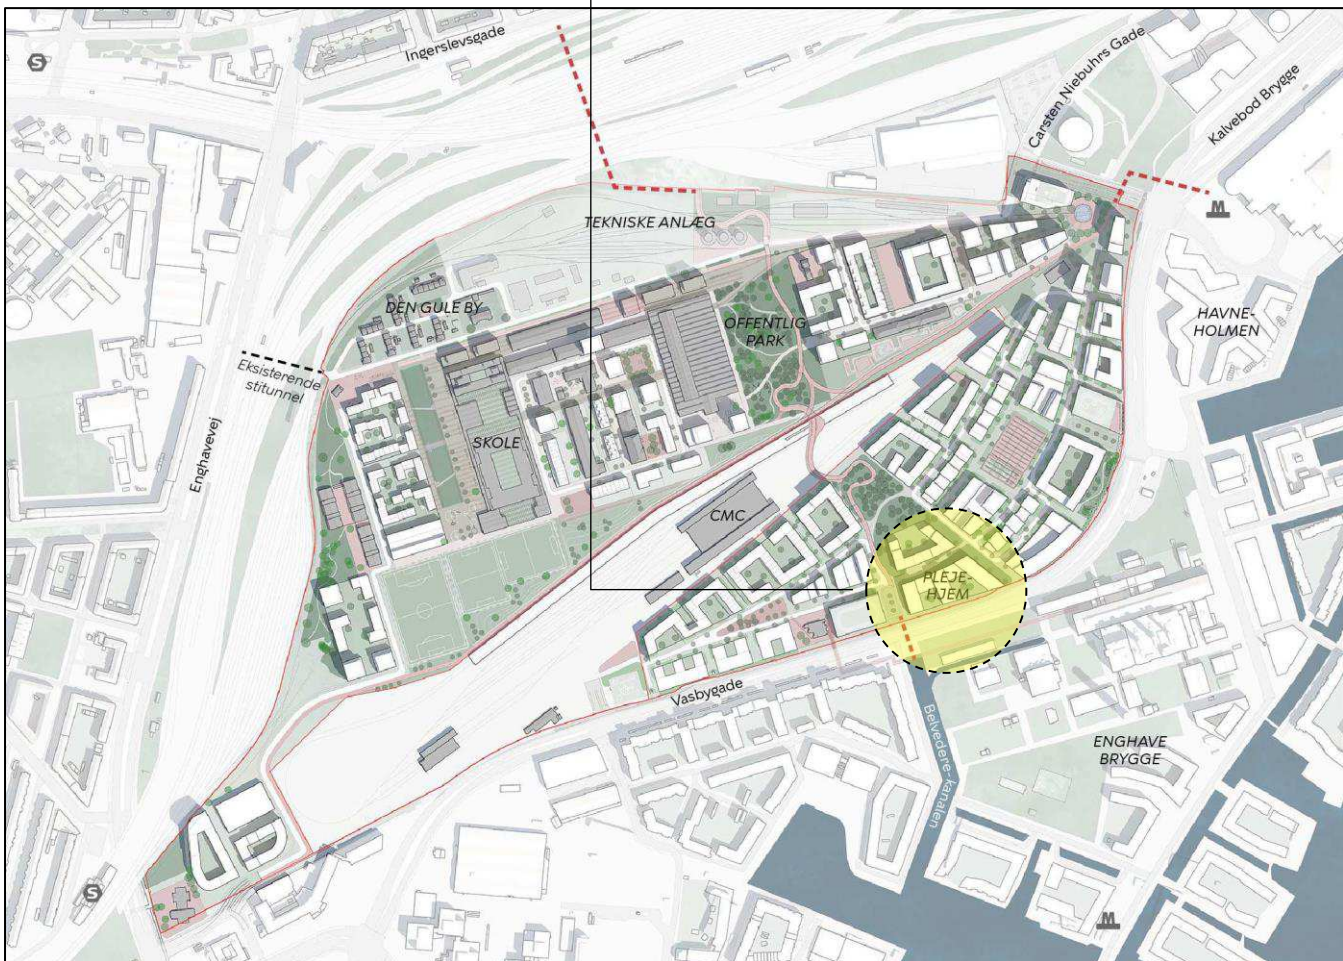 S
Ingerslevsgade
Carsten Niebuhrs Gade
Kalvebod Brygge
M
TEKNISKE ANLÆG
DEN GULE BY
OFFENTLIG
PARK
HAVNE-
HOLMEN
Eksisterende
stitunnel
Enghavevej
SKOLE
CMC
PLEJE-
HJEM
Vasbygade
Belvedere-kanalen
ENGHAVE
BRYGGE
S
M